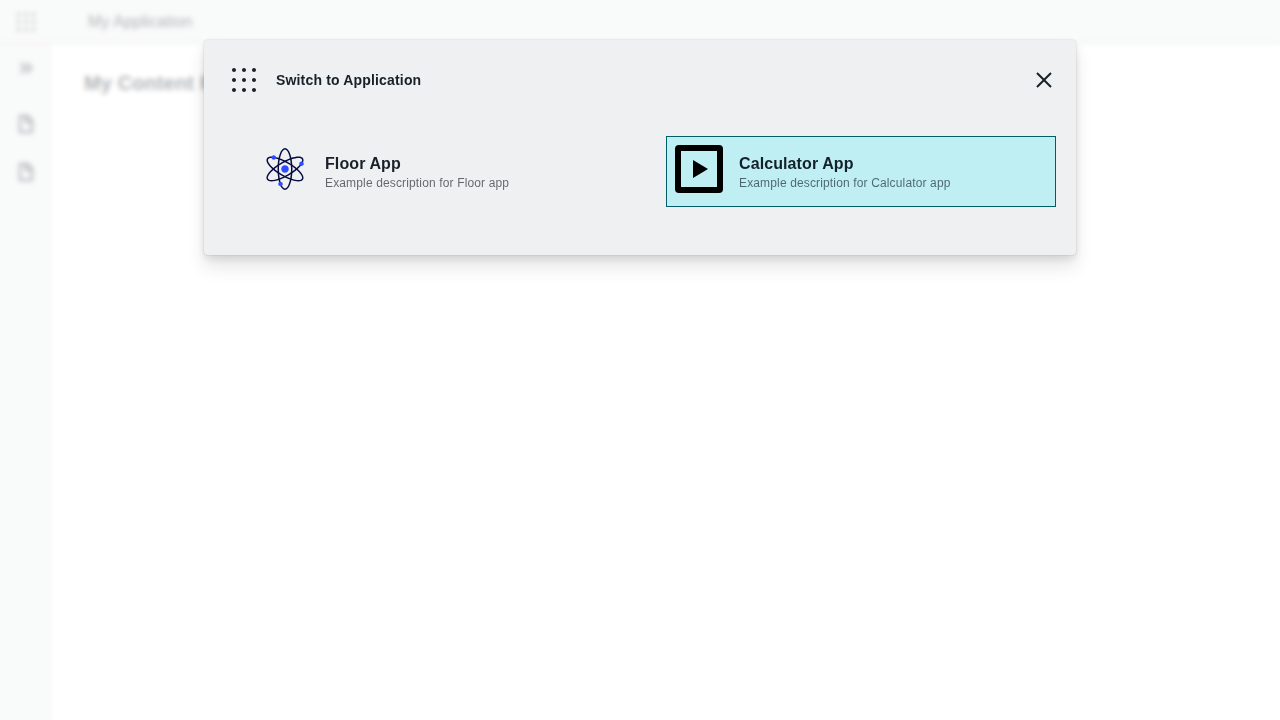 My Application
My Content
Switch to Application
Floor App
Example description for Floor app
Calculator App
Example description for Calculator app